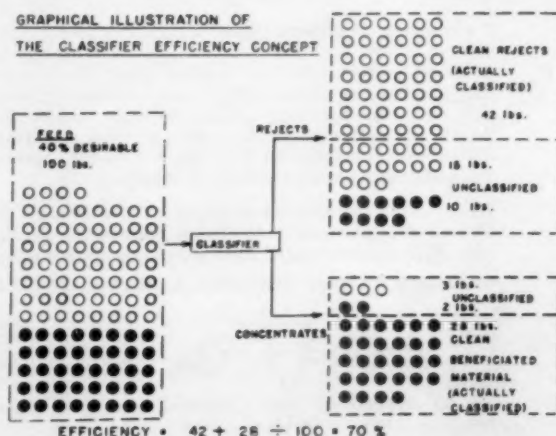 GRAPHICAL ILLUSTRATION OF
THE CLASSIFIER EFFICIENCY CONCEPT
FEED
40% DESIRABLE
100 lbs.
CLASSIFIER
REJECTS
CLEAN REJECTS
(ACTUALLY
CLASSIFIED)
42 lbs.
15 lbs.
UNCLASSIFIED
10 lbs.
CONCENTRATES
3 lbs.
UNCLASSIFIED
2 lbs.
28 lbs.
CLEAN
BENEFICIATED
MATERIAL
(ACTUALLY
CLASSIFIED)
EFFICIENCY = 42 + 28 ÷ 100 = 70 %